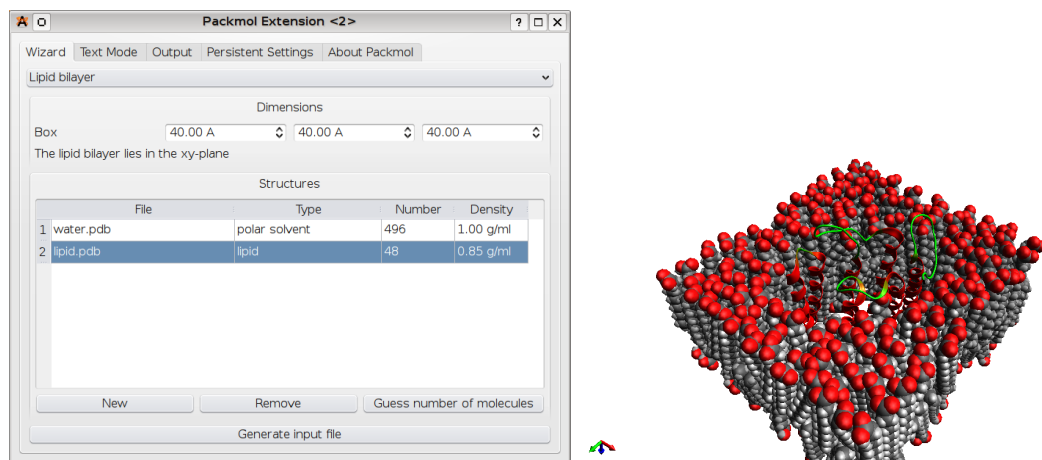 Packmol Extension <2>
?
Wizard Text Mode Output Persistent Settings About Packmol
Lipid bilayer
Dimensions
Box 40.00 A 40.00 A 40.00 A
The lipid bilayer lies in the xy-plane
Structures
File Type Number Density
1 water.pdb polar solvent 496 1.00 g/ml
2 lipid.pdb lipid 48 0.85 g/ml
New Remove Guess number of molecules
Generate input file